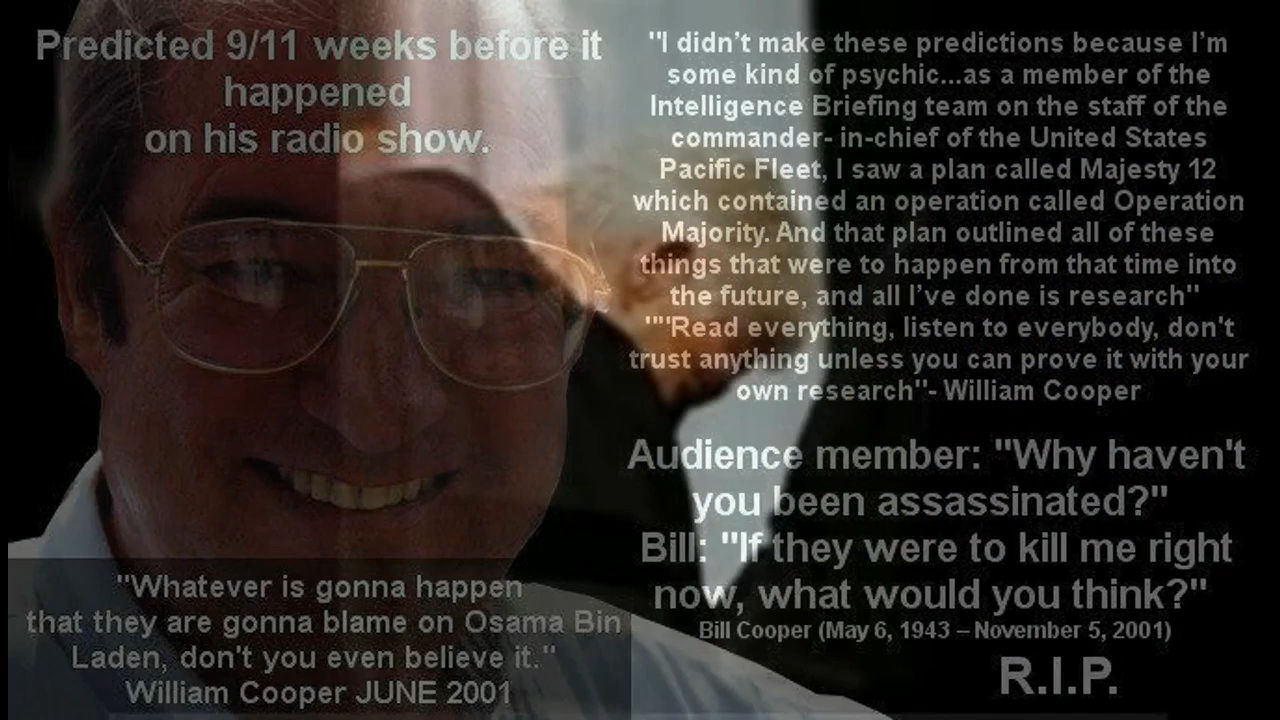 Predicted 9/11 weeks before it
happened
on his radio show.
"Whatever is gonna happen
that they are gonna blame on Osama Bin
Laden, don't you even believe it."
William Cooper JUNE 2001
"I didn’t make these predictions because I’m
some kind of psychic...as a member of the
Intelligence Briefing team on the staff of the
commander- in-chief of the United States
Pacific Fleet, I saw a plan called Majesty 12
which contained an operation called Operation
Majority. And that plan outlined all of these
things that were to happen from that time into
the future, and all I’ve done is research"
""Read everything, listen to everybody, don't
trust anything unless you can prove it with your
own research"- William Cooper
Audience member: "Why haven't
you been assassinated?"
Bill: "If they were to kill me right
now, what would you think?"
Bill Cooper (May 6, 1943 – November 5, 2001)
R.I.P.